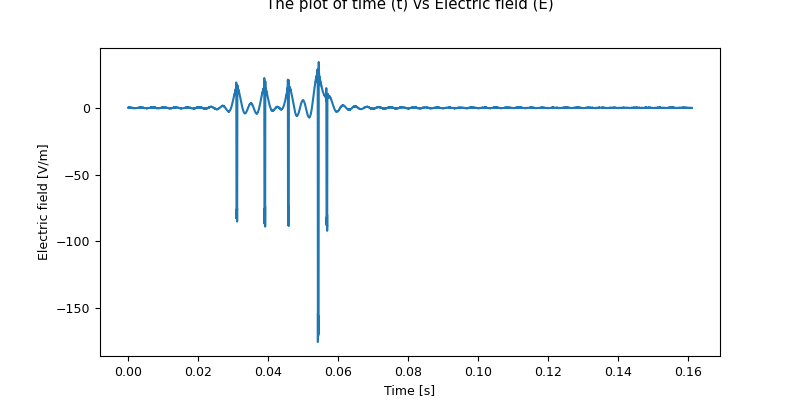 The plot of time (t) vs Electric field (E)
Electric field [V/m]
0
−50
−100
−150
0.00 0.02 0.04 0.06 0.08 0.10 0.12 0.14 0.16
Time [s]